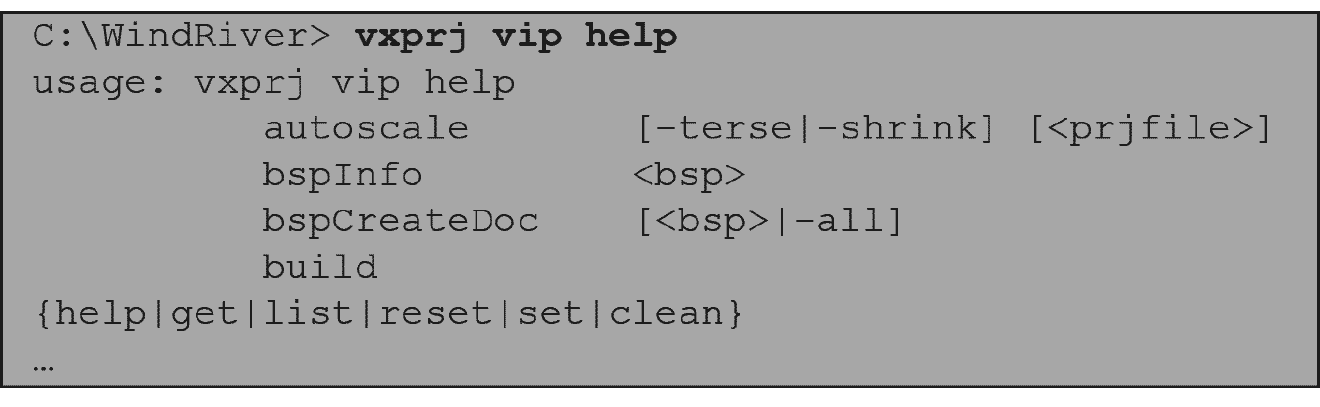 C:\WindRiver> vxprj vip help
usage: vxprj vip help
autoscale [-terse|-shrink] [<prjfile>]
bspInfo <bsp>
bspCreateDoc [<bsp>|-all]
build
{help|get|list|reset|set|clean}
…